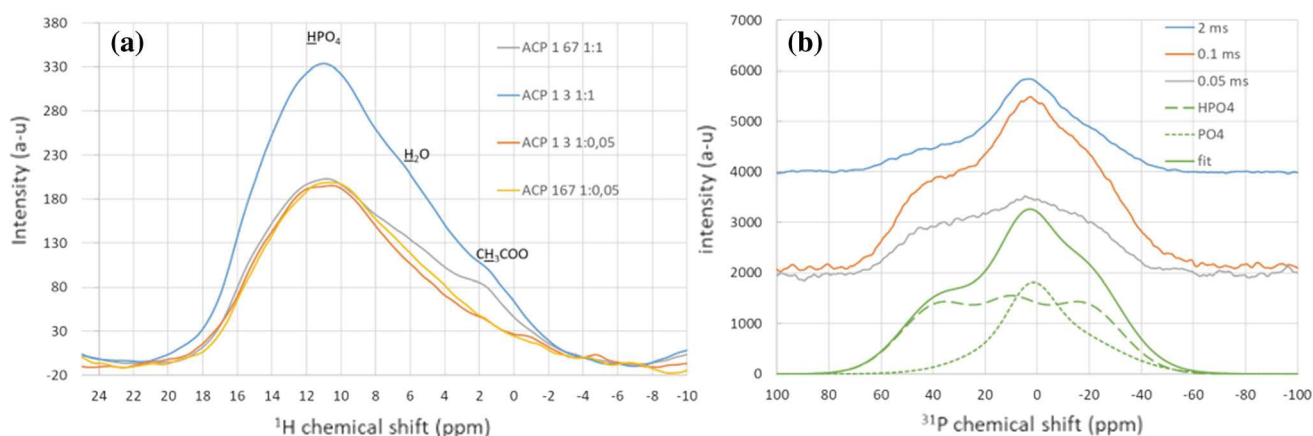 (a)
380
330
280
230
180
130
80
30
-20
Intensity (a-u)
HPO₄
H₂O
CH₃COO
ACP 1 67 1:1
ACP 1 3 1:1
ACP 1 3 1:0,05
ACP 167 1:0,05
24 22 20 18 16 14 12 10 8 6 4 2 0 -2 -4 -6 -8 -10
¹H chemical shift (ppm)
(b)
7000
6000
5000
4000
3000
2000
1000
0
intensity (a-u)
2 ms
0.1 ms
0.05 ms
HPO4
PO4
fit
100 80 60 40 20 0 -20 -40 -60 -80 -100
³¹P chemical shift (ppm)